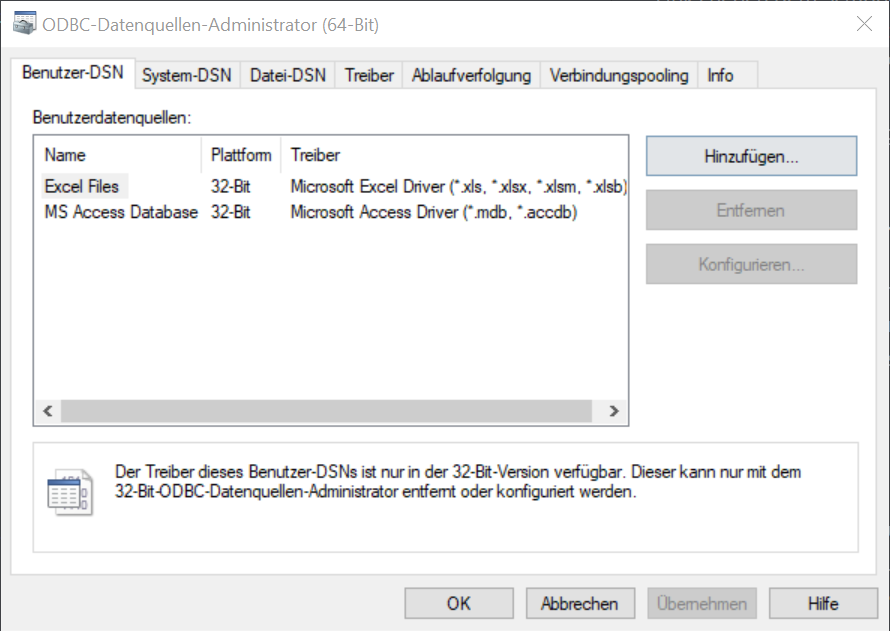 ODBC-Datenquellen-Administrator (64-Bit)
Benutzer-DSN System-DSN Datei-DSN Treiber Ablaufverfolgung Verbindungspooling Info
Benutzerdatenquellen:
Name Plattform Treiber
Excel Files 32-Bit Microsoft Excel Driver (*.xls, *.xlsx, *.xlsm, *.xlsb)
MS Access Database 32-Bit Microsoft Access Driver (*.mdb, *.accdb)
Hinzufügen...
Entfernen
Konfigurieren...
Der Treiber dieses Benutzer-DSNs ist nur in der 32-Bit-Version verfügbar. Dieser kann nur mit dem
32-Bit-ODBC-Datenquellen-Administrator entfernt oder konfiguriert werden.
OK Abbrechen Übernehmen Hilfe